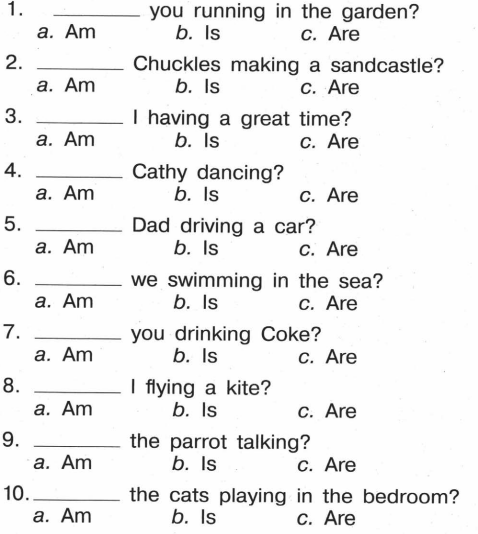 1. ________ you running in the garden?
a. Am b. Is c. Are
2. ________ Chuckles making a sandcastle?
a. Am b. Is c. Are
3. ________ I having a great time?
a. Am b. Is c. Are
4. ________ Cathy dancing?
a. Am b. Is c. Are
5. ________ Dad driving a car?
a. Am b. Is c. Are
6. ________ we swimming in the sea?
a. Am b. Is c. Are
7. ________ you drinking Coke?
a. Am b. Is c. Are
8. ________ I flying a kite?
a. Am b. Is c. Are
9. ________ the parrot talking?
a. Am b. Is c. Are
10. ________ the cats playing in the bedroom?
a. Am b. Is c. Are